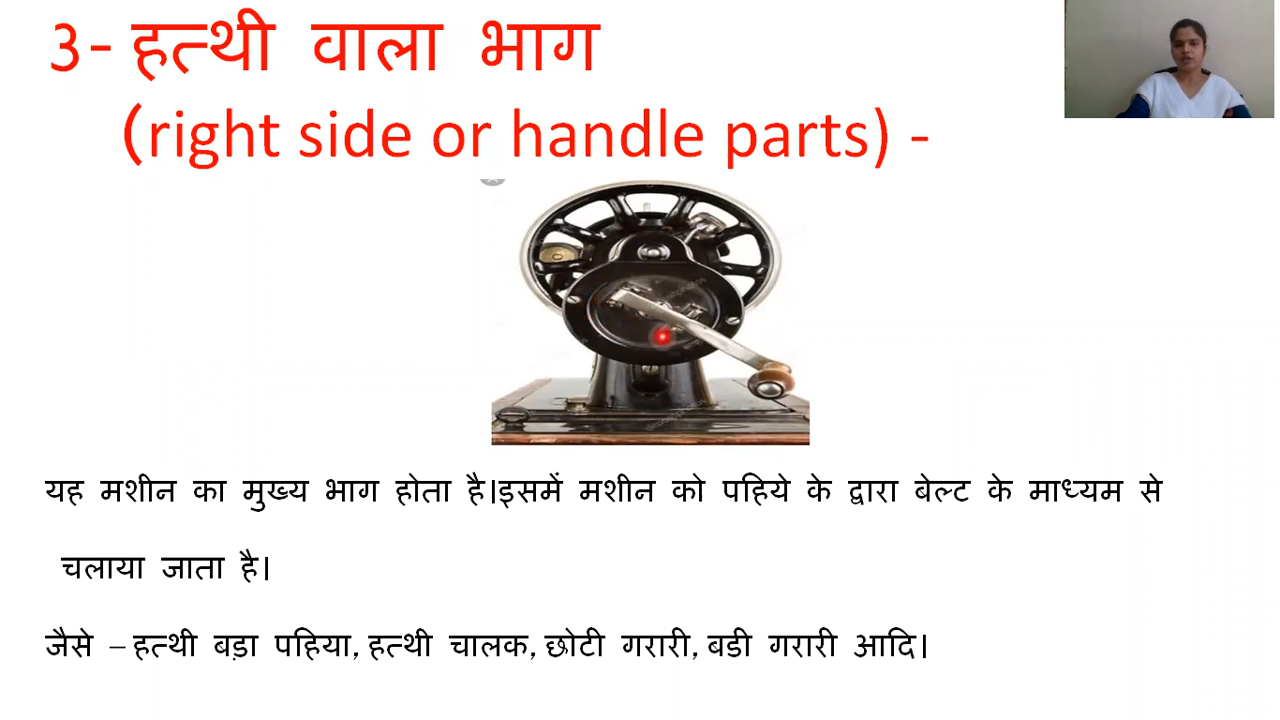 3- हत्थी वाला भाग
(right side or handle parts) -
यह मशीन का मुख्य भाग होता है।इसमें मशीन को पहिये के द्वारा बेल्ट के माध्यम से
चलाया जाता है।
जैसे – हत्थी बड़ा पहिया, हत्थी चालक, छोटी गरारी, बडी गरारी आदि।